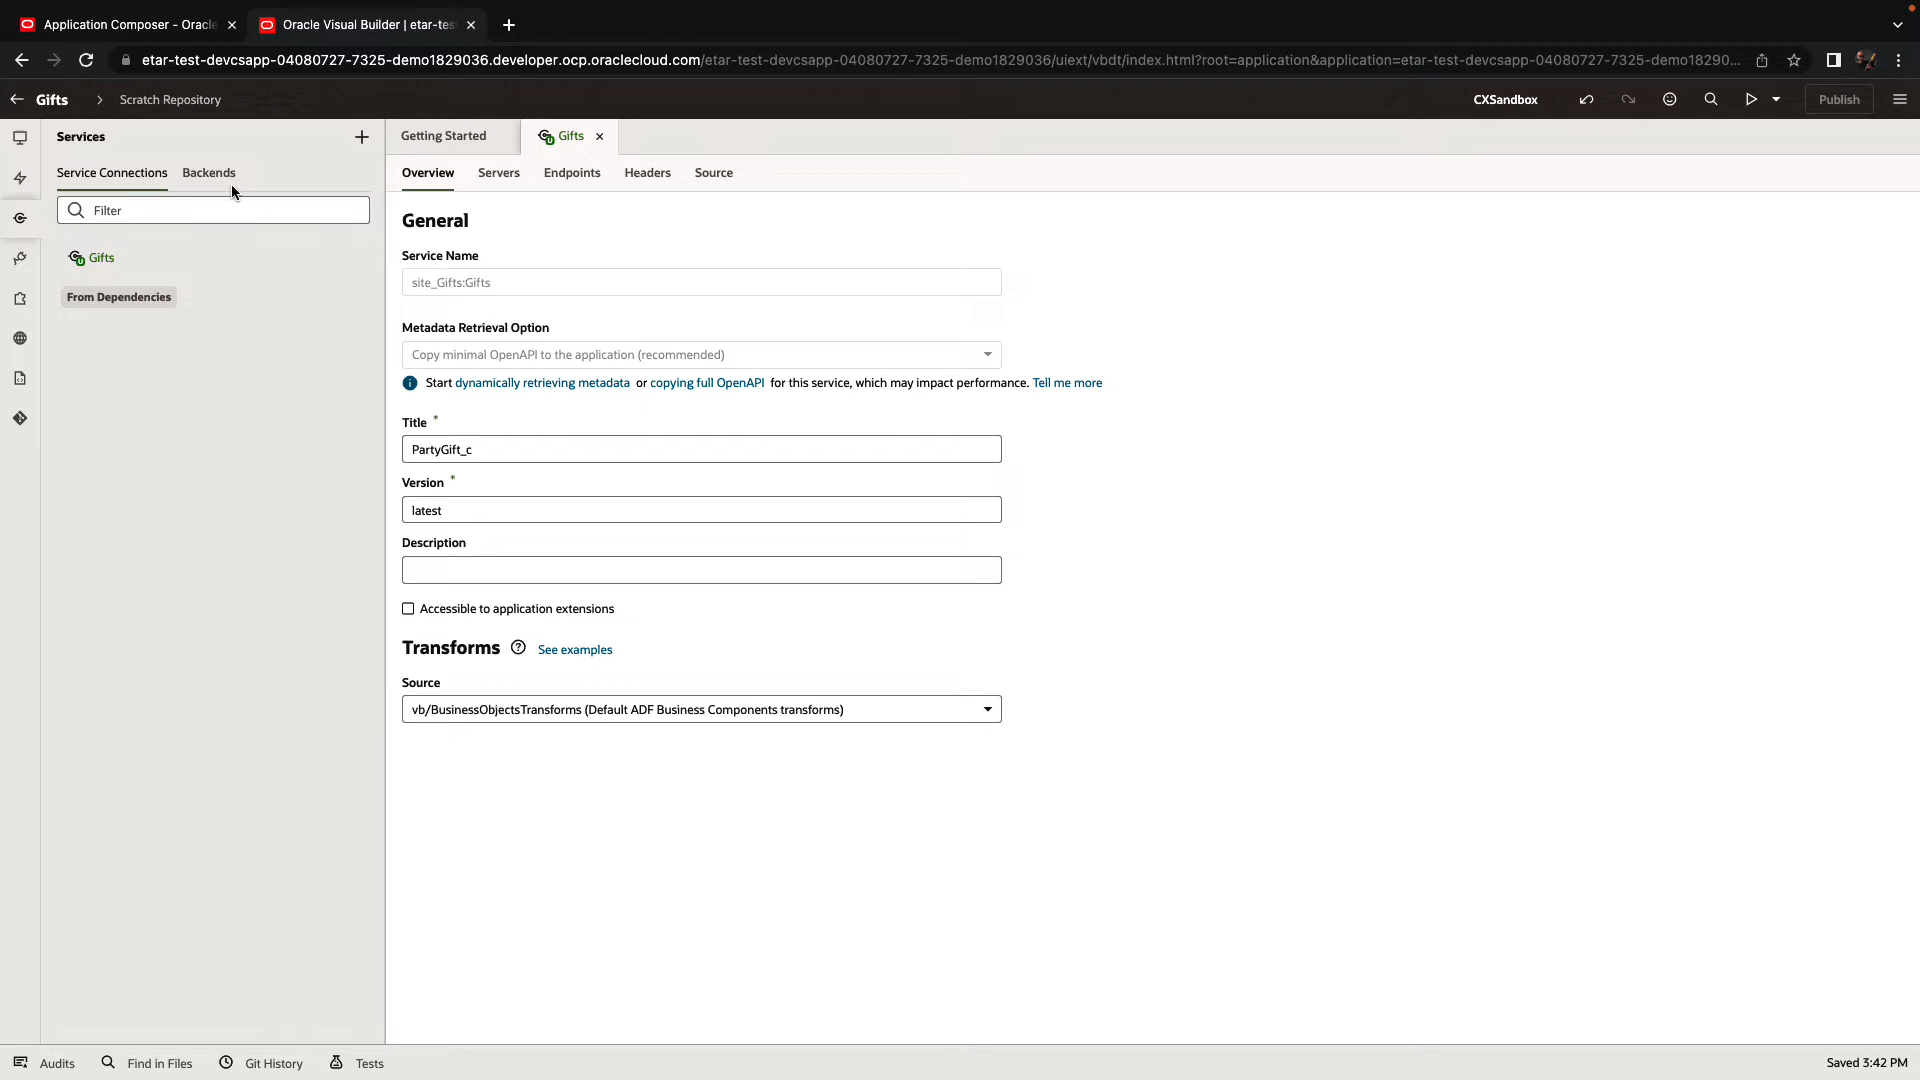 Application Composer - Oracle
Oracle Visual Builder | etar-tes
etar-test-devcsapp-04080727-7325-demo1829036.developer.ocp.oraclecloud.com/etar-test-devcsapp-04080727-7325-demo1829036/uiext/vbdt/index.html?root=application&application=etar-test-devcsapp-04080727-7325-demo18290...
Gifts
Scratch Repository
CXSandbox
Publish
Services
Service Connections
Backends
Filter
Gifts
From Dependencies
Getting Started
Gifts
Overview
Servers
Endpoints
Headers
Source
General
Service Name
site_Gifts:Gifts
Metadata Retrieval Option
Copy minimal OpenAPI to the application (recommended)
Start dynamically retrieving metadata or copying full OpenAPI for this service, which may impact performance. Tell me more
Title *
PartyGift_c
Version *
latest
Description
Accessible to application extensions
Transforms
See examples
Source
vb/BusinessObjectsTransforms (Default ADF Business Components transforms)
Audits
Find in Files
Git History
Tests
Saved 3:42 PM